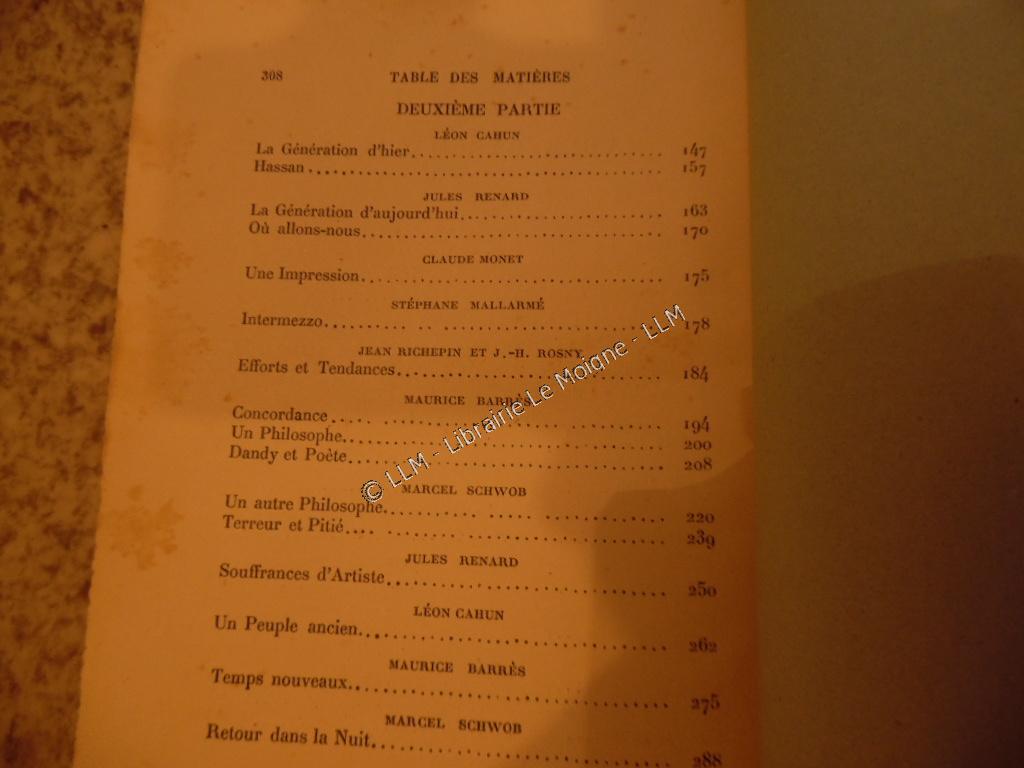 308 TABLE DES MATIÈRES
DEUXIÈME PARTIE
LÉON CAHUN
La Génération d'hier 147
Hassan 157
JULES RENARD
La Génération d'aujourd'hui 163
Où allons-nous 170
CLAUDE MONET
Une Impression 175
STÉPHANE MALLARMÉ
Intermezzo 178
JEAN RICHEPIN ET J.-H. ROSNY
Efforts et Tendances 184
MAURICE BARRÈS
Concordance 194
Un Philosophe 200
Dandy et Poète 208
MARCEL SCHWOB
Un autre Philosophe 220
Terreur et Pitié 239
JULES RENARD
Souffrances d'Artiste 250
LÉON CAHUN
Un Peuple ancien 262
MAURICE BARRÈS
Temps nouveaux 275
MARCEL SCHWOB
Retour dans la Nuit 288
© LLM - Librairie Le Moigne - LLM